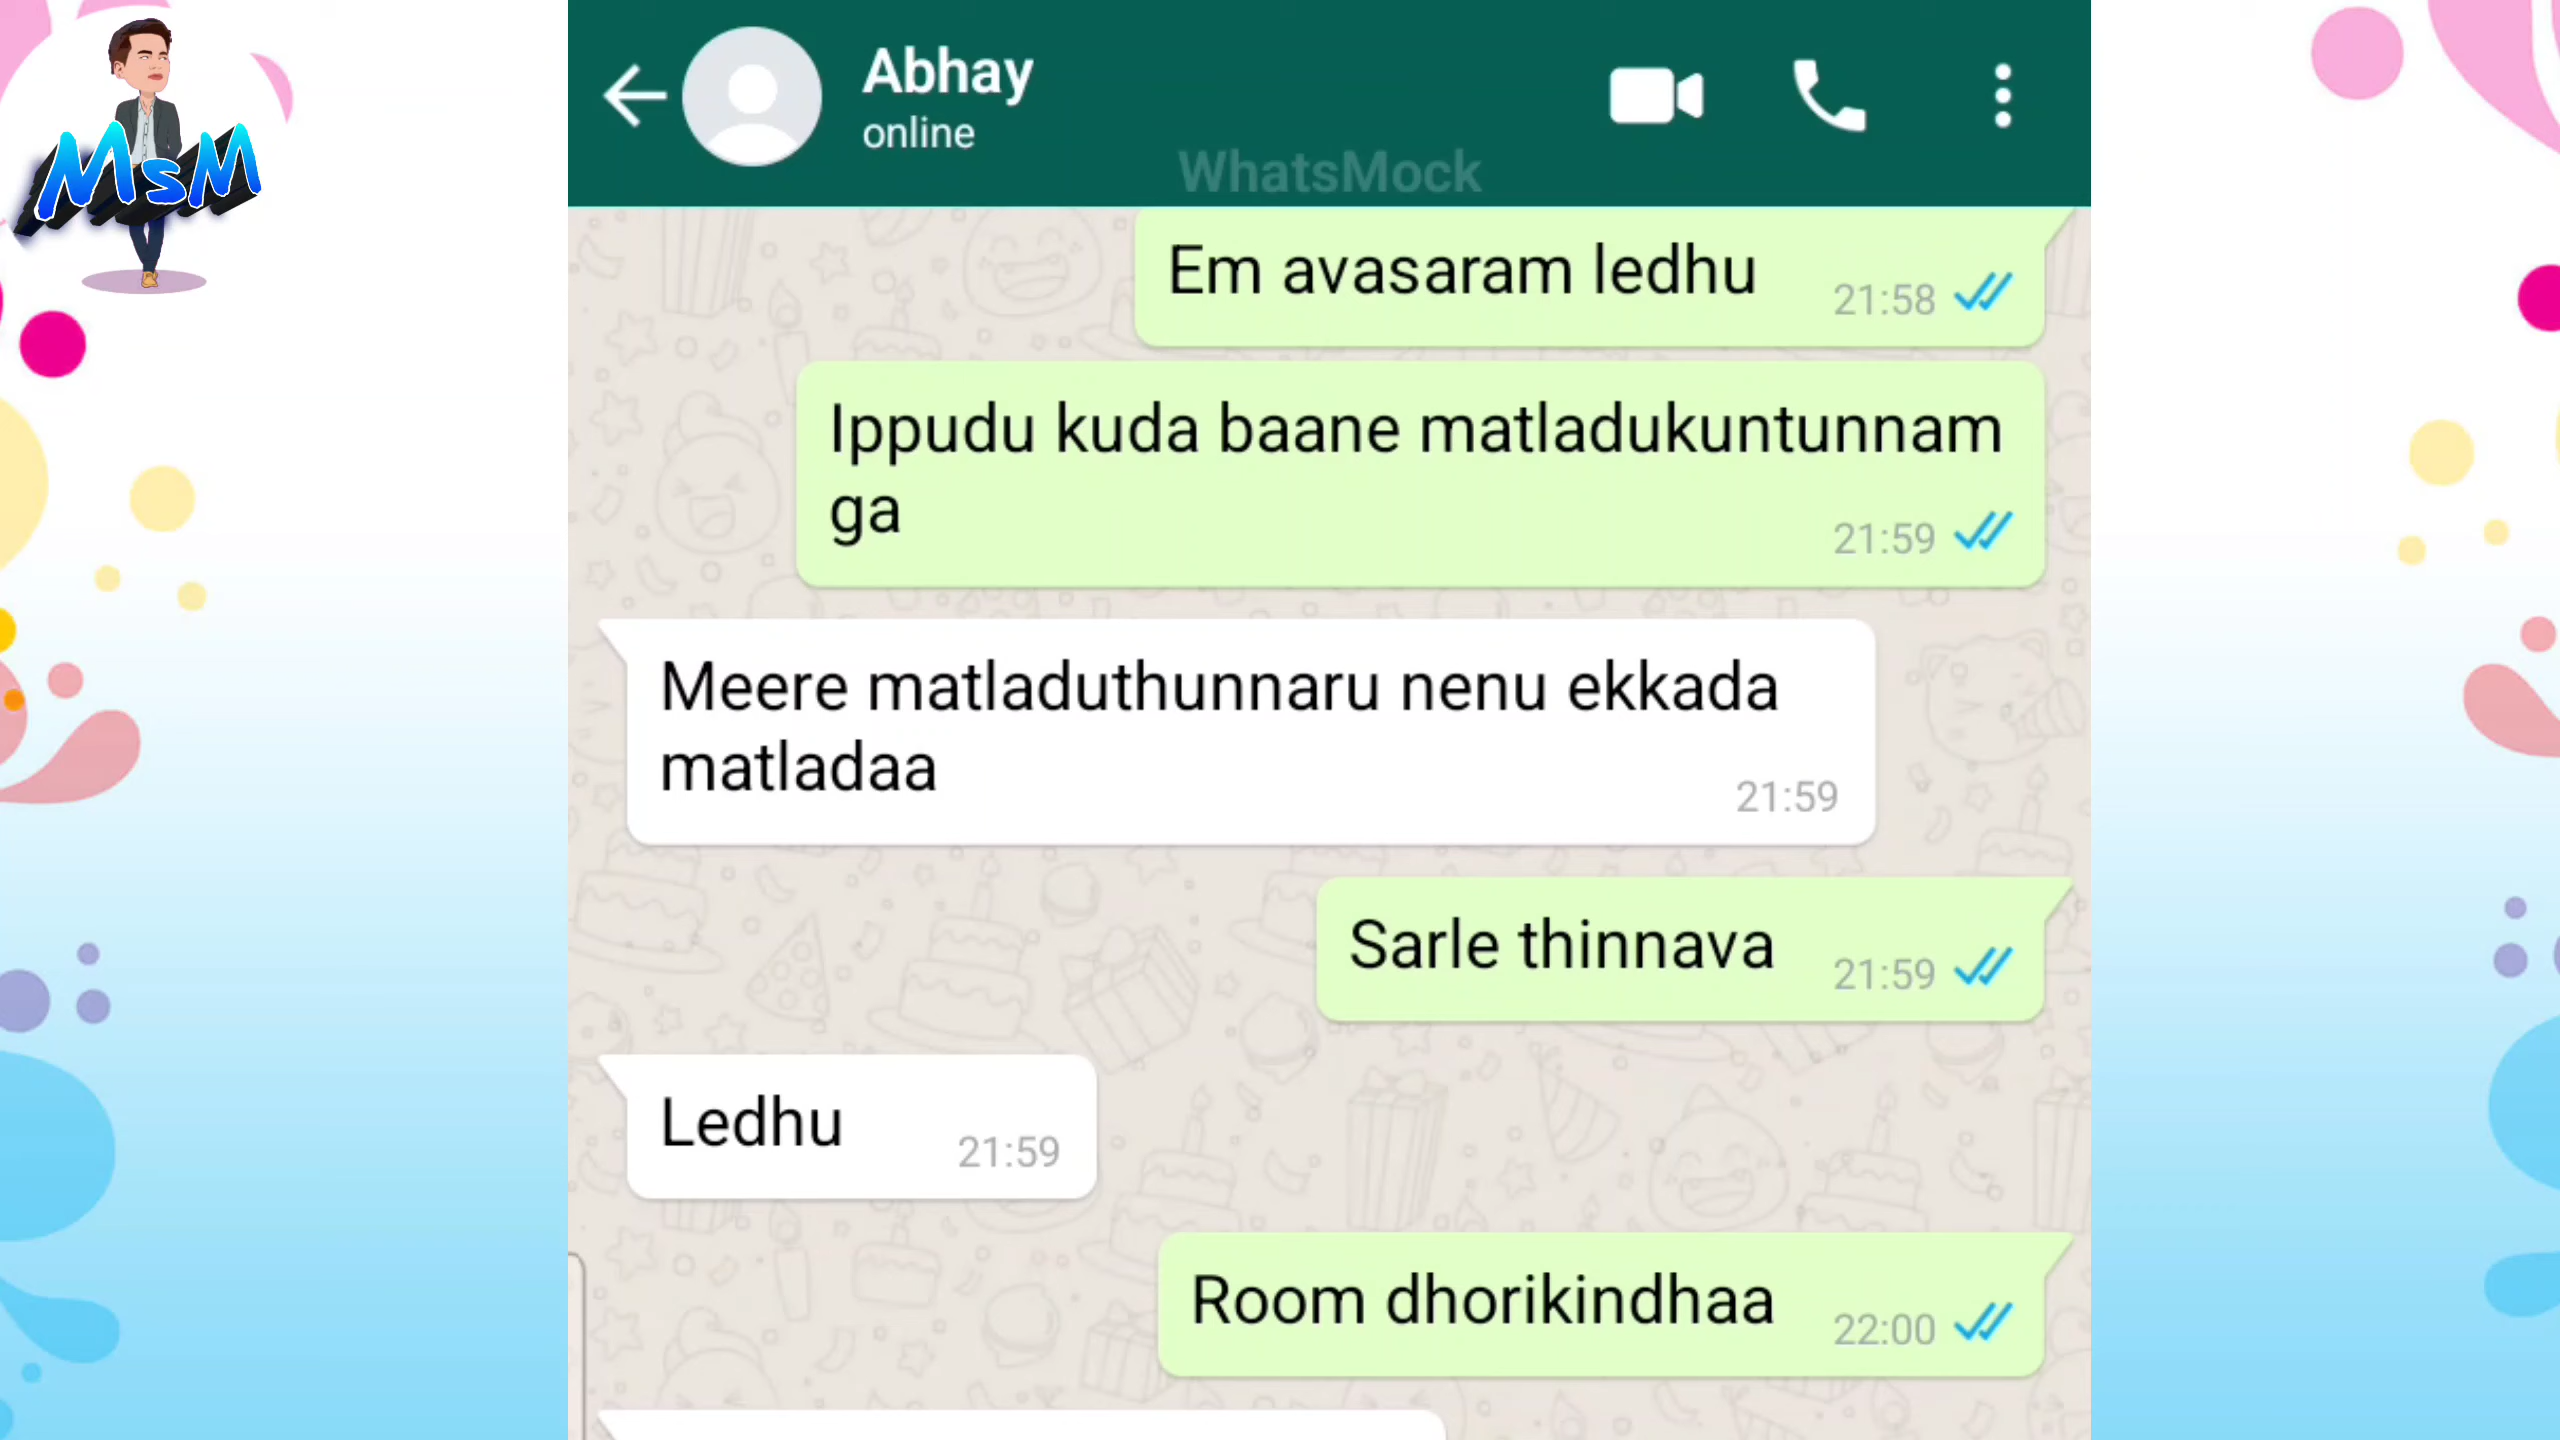 MsM
Abhay
online
WhatsMock
Em avasaram ledhu
21:58
Ippudu kuda baane matladukuntunnam
ga
21:59
Meere matladuthunnaru nenu ekkada
matladaa
21:59
Sarle thinnava
21:59
Ledhu
21:59
Room dhorikindhaa
22:00